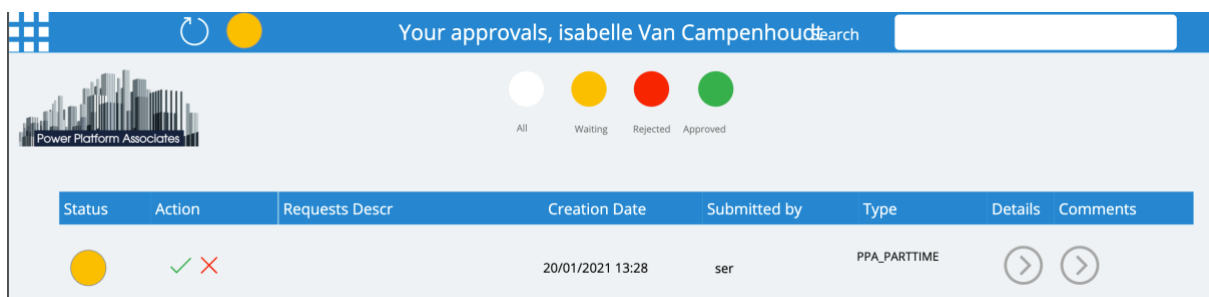 Your approvals, isabelle Van Campenhoudt
Search
Power Platform Associates
All Waiting Rejected Approved
Status Action Requests Descr Creation Date Submitted by Type Details Comments
20/01/2021 13:28 ser PPA_PARTTIME